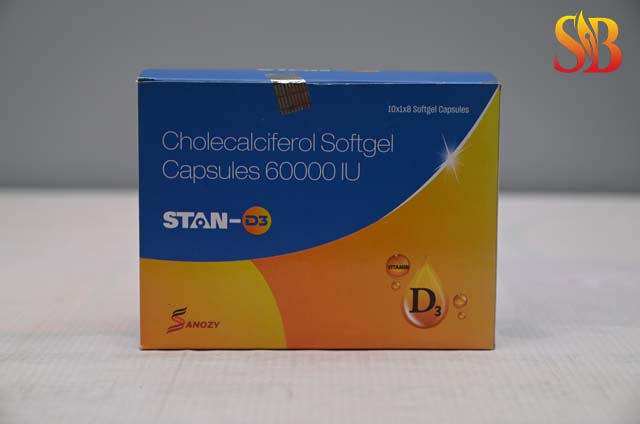 SB
10x1x8 Softgel Capsules
Cholecalciferol Softgel
Capsules 60000 IU
STAN-D3
VITAMIN
D3
SANOZY